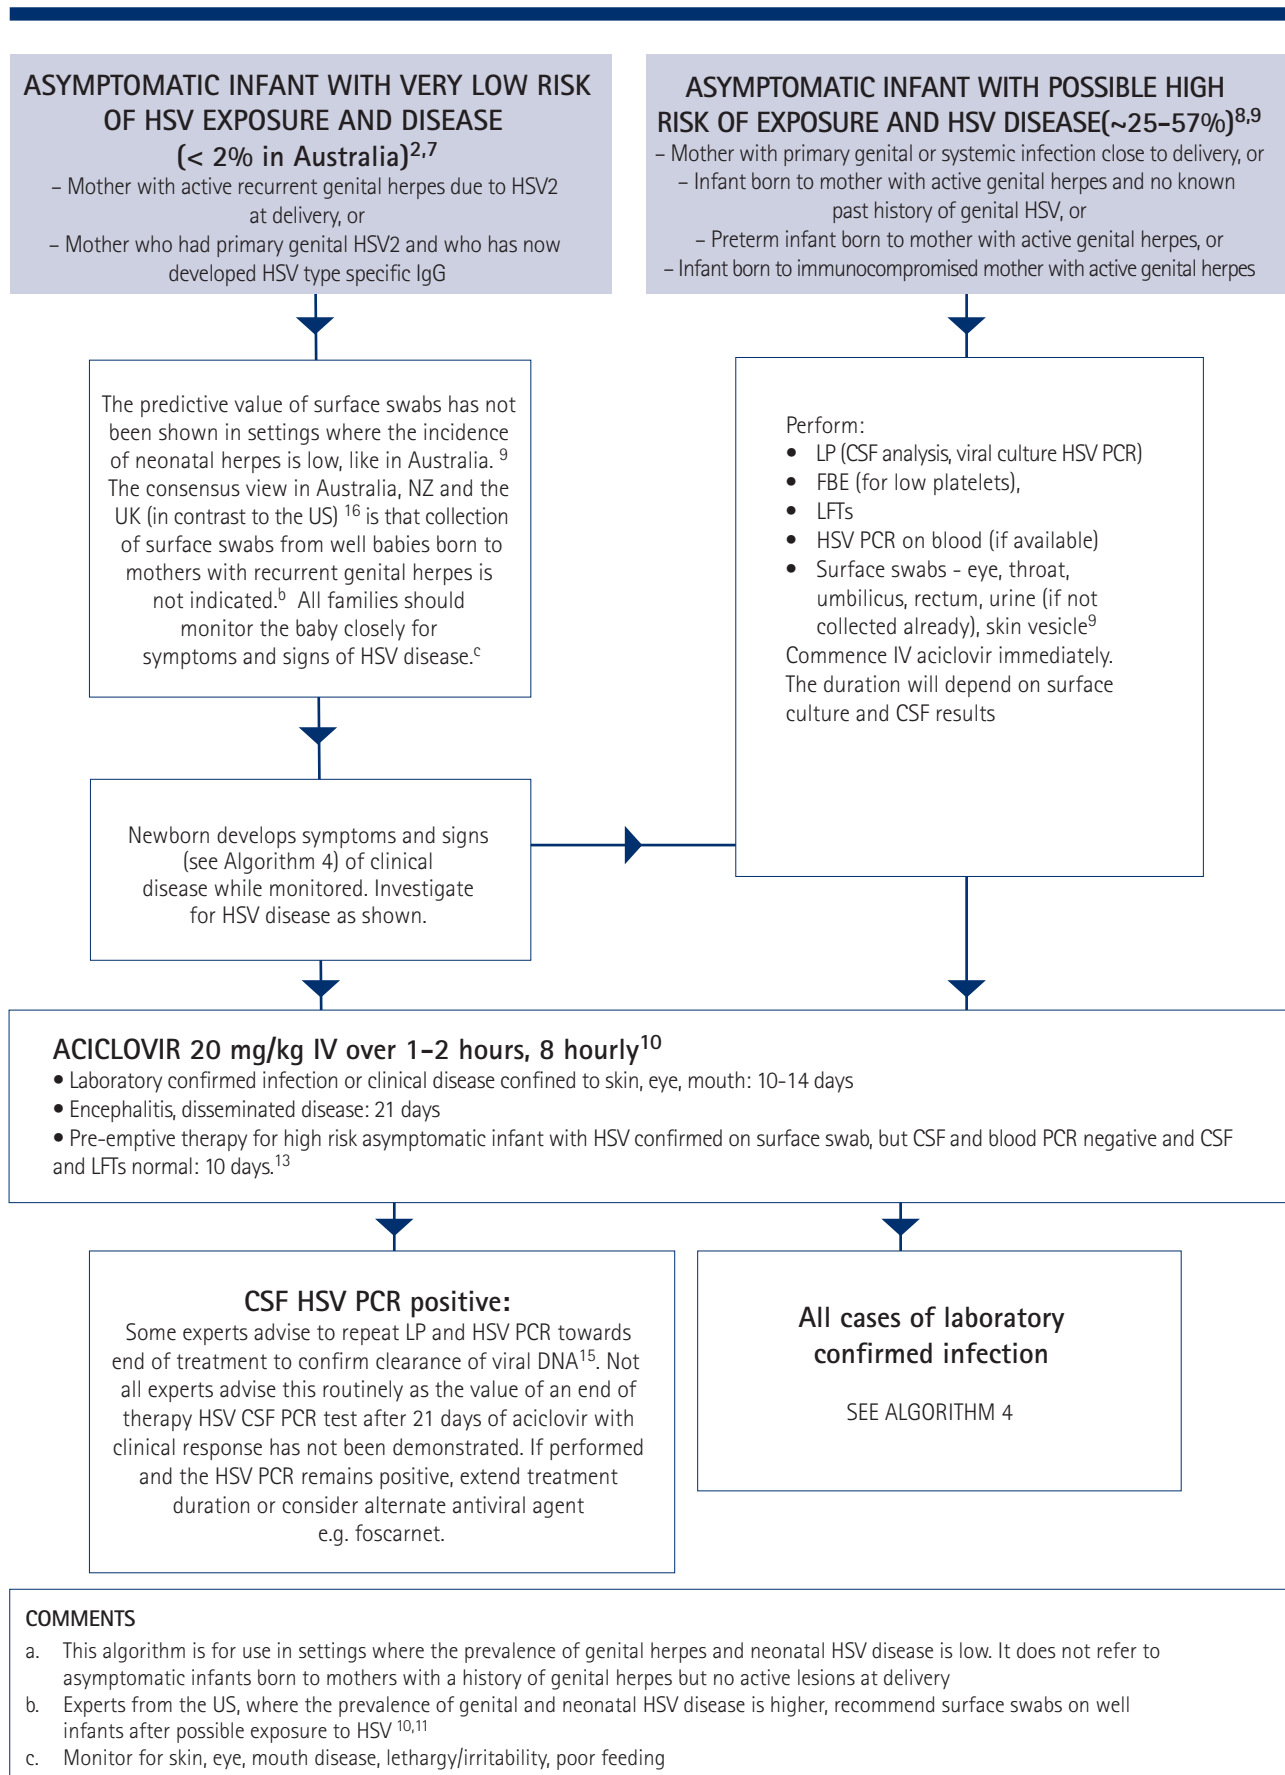 ASYMPTOMATIC INFANT WITH VERY LOW RISK
OF HSV EXPOSURE AND DISEASE
(< 2% in Australia)2,7
– Mother with active recurrent genital herpes due to HSV2
at delivery, or
– Mother who had primary genital HSV2 and who has now
developed HSV type specific IgG
ASYMPTOMATIC INFANT WITH POSSIBLE HIGH
RISK OF EXPOSURE AND HSV DISEASE(~25-57%)8,9
– Mother with primary genital or systemic infection close to delivery, or
– Infant born to mother with active genital herpes and no known
past history of genital HSV, or
– Preterm infant born to mother with active genital herpes, or
– Infant born to immunocompromised mother with active genital herpes
The predictive value of surface swabs has not
been shown in settings where the incidence
of neonatal herpes is low, like in Australia. 9
The consensus view in Australia, NZ and the
UK (in contrast to the US) 16 is that collection
of surface swabs from well babies born to
mothers with recurrent genital herpes is
not indicated.b All families should
monitor the baby closely for
symptoms and signs of HSV disease.c
Perform:
• LP (CSF analysis, viral culture HSV PCR)
• FBE (for low platelets),
• LFTs
• HSV PCR on blood (if available)
• Surface swabs - eye, throat,
umbilicus, rectum, urine (if not
collected already), skin vesicle9
Commence IV aciclovir immediately.
The duration will depend on surface
culture and CSF results
Newborn develops symptoms and signs
(see Algorithm 4) of clinical
disease while monitored. Investigate
for HSV disease as shown.
ACICLOVIR 20 mg/kg IV over 1-2 hours, 8 hourly10
• Laboratory confirmed infection or clinical disease confined to skin, eye, mouth: 10-14 days
• Encephalitis, disseminated disease: 21 days
• Pre-emptive therapy for high risk asymptomatic infant with HSV confirmed on surface swab, but CSF and blood PCR negative and CSF
and LFTs normal: 10 days.13
CSF HSV PCR positive:
Some experts advise to repeat LP and HSV PCR towards
end of treatment to confirm clearance of viral DNA15. Not
all experts advise this routinely as the value of an end of
therapy HSV CSF PCR test after 21 days of aciclovir with
clinical response has not been demonstrated. If performed
and the HSV PCR remains positive, extend treatment
duration or consider alternate antiviral agent
e.g. foscarnet.
All cases of laboratory
confirmed infection
SEE ALGORITHM 4
COMMENTS
a. This algorithm is for use in settings where the prevalence of genital herpes and neonatal HSV disease is low. It does not refer to
asymptomatic infants born to mothers with a history of genital herpes but no active lesions at delivery
b. Experts from the US, where the prevalence of genital and neonatal HSV disease is higher, recommend surface swabs on well
infants after possible exposure to HSV 10,11
c. Monitor for skin, eye, mouth disease, lethargy/irritability, poor feeding